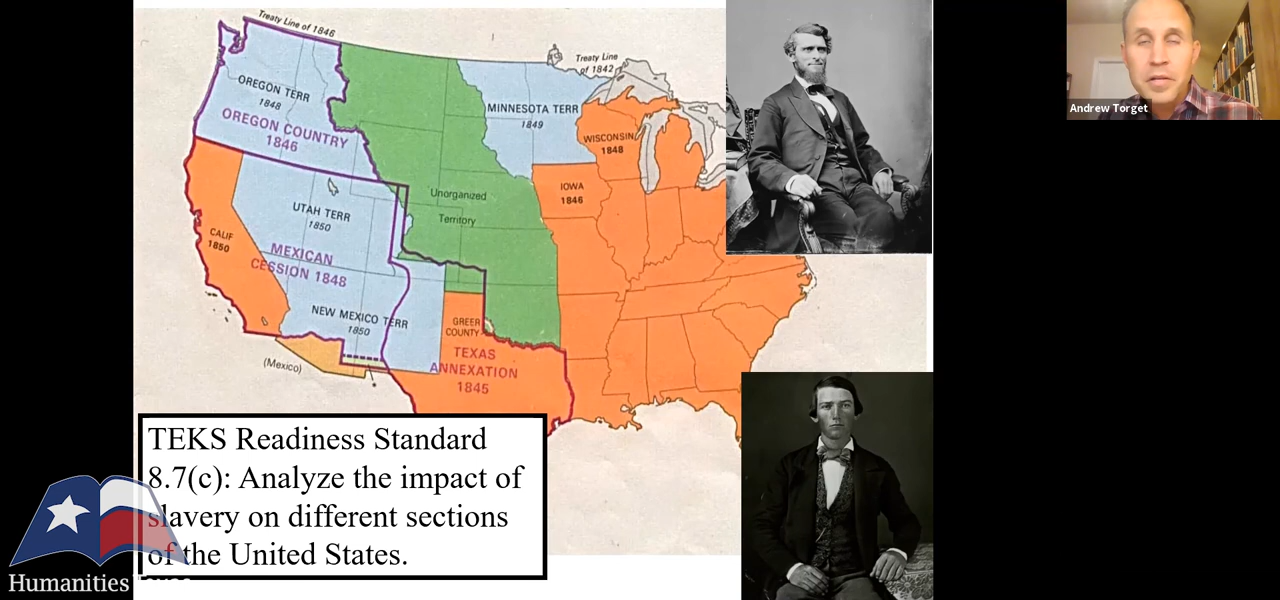 Treaty Line of 1846
Treaty Line
of 1842
OREGON TERR
1848
OREGON COUNTRY
1846
MINNESOTA TERR
1849
WISCONSIN
1848
IOWA
1846
Unorganized
Territory
UTAH TERR
1850
CALIF
1850
MEXICAN
CESSION 1848
NEW MEXICO TERR
1850
GREER
COUNTY
(Mexico)
TEXAS
ANNEXATION
1845
TEKS Readiness Standard
8.7(c): Analyze the impact of
slavery on different sections
of the United States.
Humanities Texas
Andrew Torget